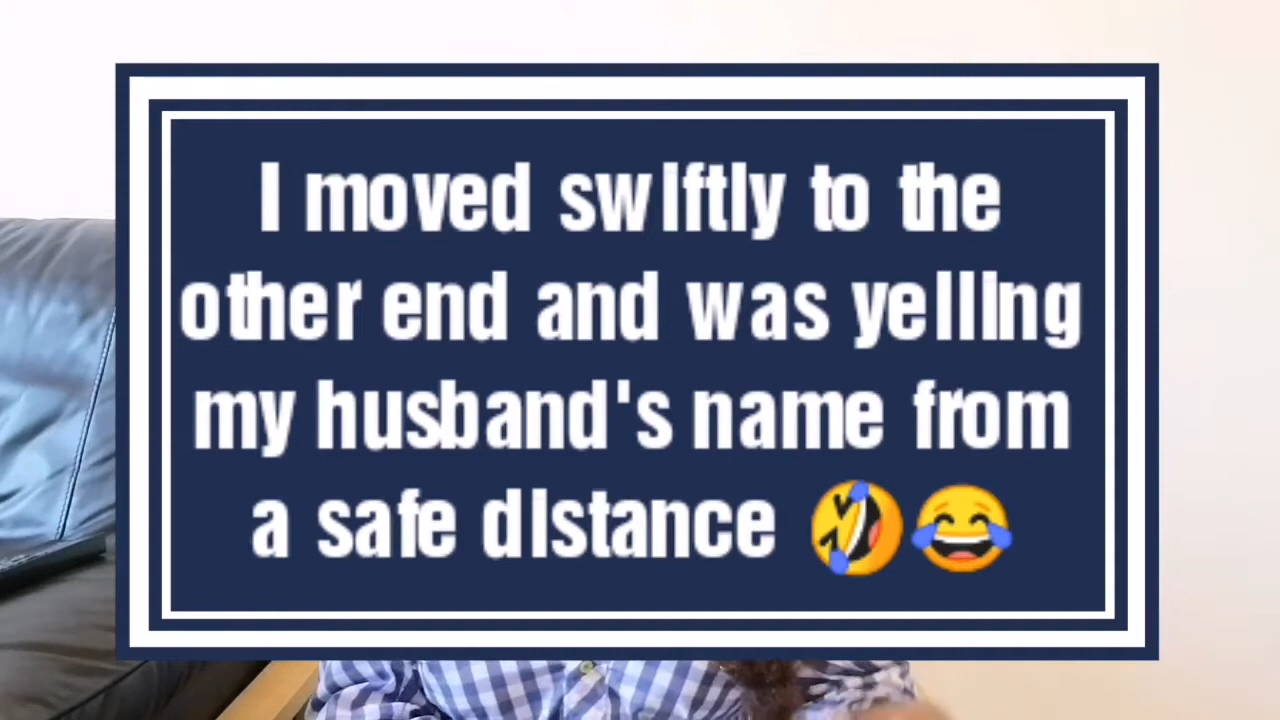 I moved swiftly to the
other end and was yelling
my husband's name from
a safe distance 🤣😂